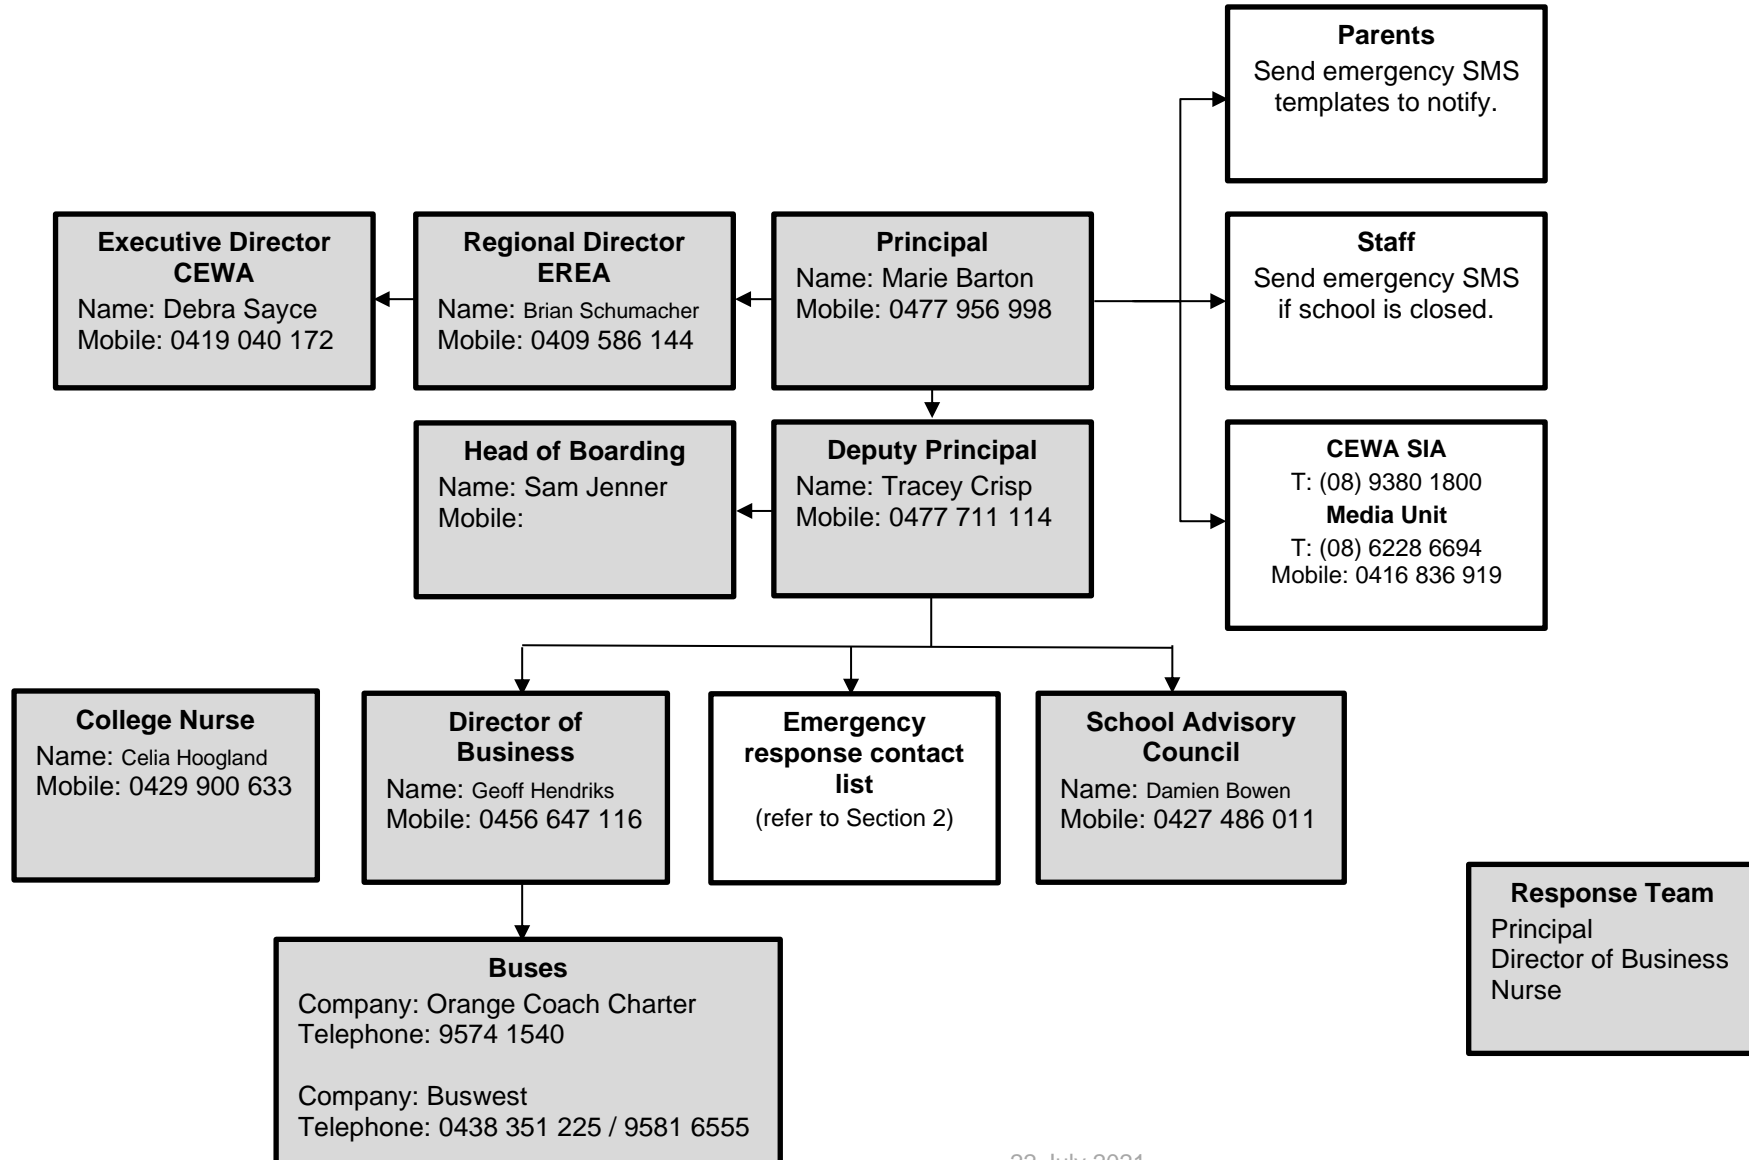 Parents
Send emergency SMS
templates to notify.
Executive Director
CEWA
Name: Debra Sayce
Mobile: 0419 040 172
Regional Director
EREA
Name: Brian Schumacher
Mobile: 0409 586 144
Principal
Name: Marie Barton
Mobile: 0477 956 998
Staff
Send emergency SMS
if school is closed.
Head of Boarding
Name: Sam Jenner
Mobile:
Deputy Principal
Name: Tracey Crisp
Mobile: 0477 711 114
CEWA SIA
T: (08) 9380 1800
Media Unit
T: (08) 6228 6694
Mobile: 0416 836 919
College Nurse
Name: Celia Hoogland
Mobile: 0429 900 633
Director of
Business
Name: Geoff Hendriks
Mobile: 0456 647 116
Emergency
response contact
list
(refer to Section 2)
School Advisory
Council
Name: Damien Bowen
Mobile: 0427 486 011
Response Team
Principal
Director of Business
Nurse
Buses
Company: Orange Coach Charter
Telephone: 9574 1540
Company: Buswest
Telephone: 0438 351 225 / 9581 6555
July 2021